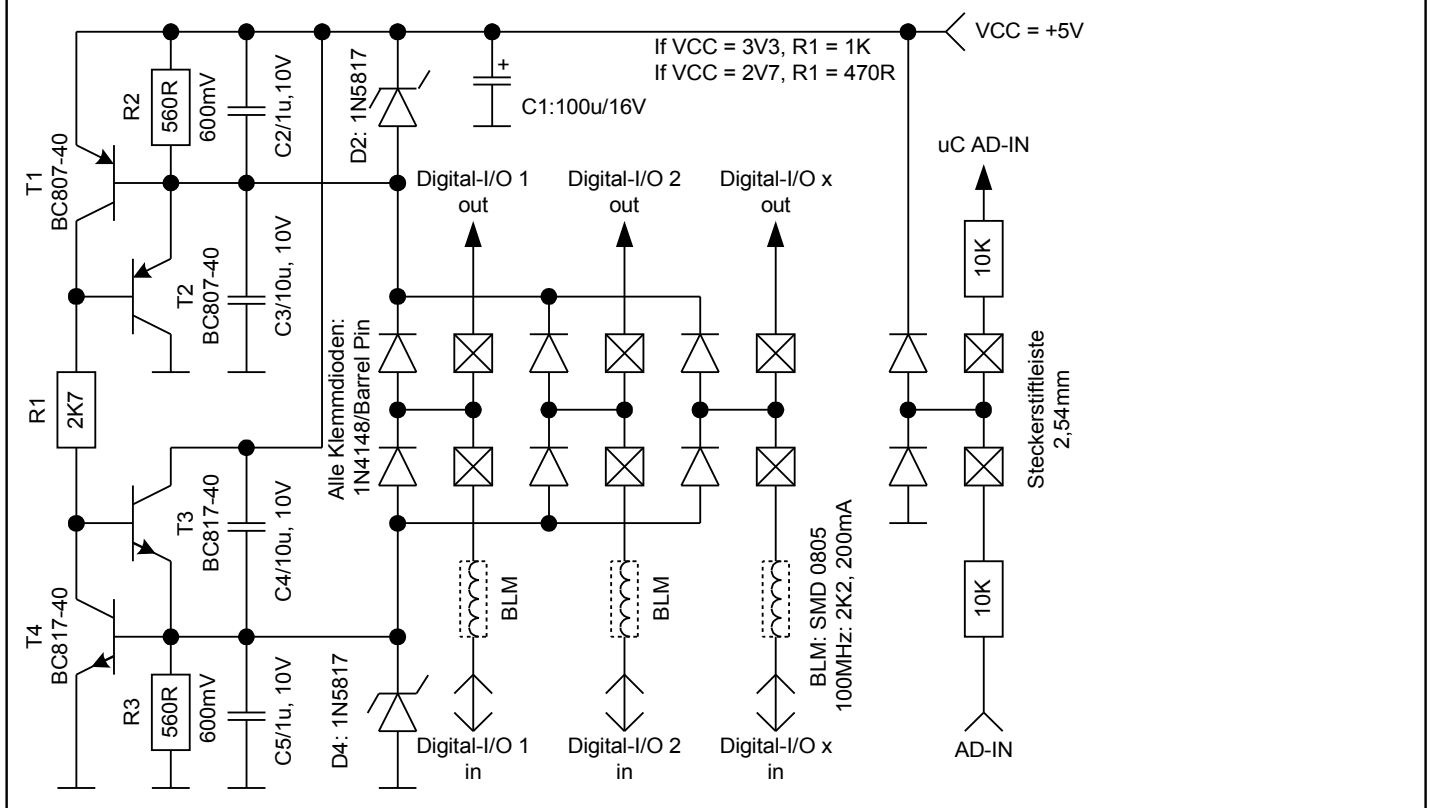 VCC = +5V
If VCC = 3V3, R1 = 1K
If VCC = 2V7, R1 = 470R
R2
560R
600mV
C2/1u,10V
D2: 1N5817
+
C1:100u/16V
T1
BC807-40
uC AD-IN
Digital-I/O 1
out
Digital-I/O 2
out
Digital-I/O x
out
10K
T2
BC807-40
C3/10u, 10V
R1
2K7
Alle Klemmdioden:
1N4148/Barrel Pin
Steckerstiftleiste
2,54mm
T3
BC817-40
C4/10u, 10V
T4
BC817-40
BLM
BLM
BLM: SMD 0805
100MHz: 2K2, 200mA
10K
R3
560R
600mV
C5/1u, 10V
D4: 1N5817
Digital-I/O 1
in
Digital-I/O 2
in
Digital-I/O x
in
AD-IN